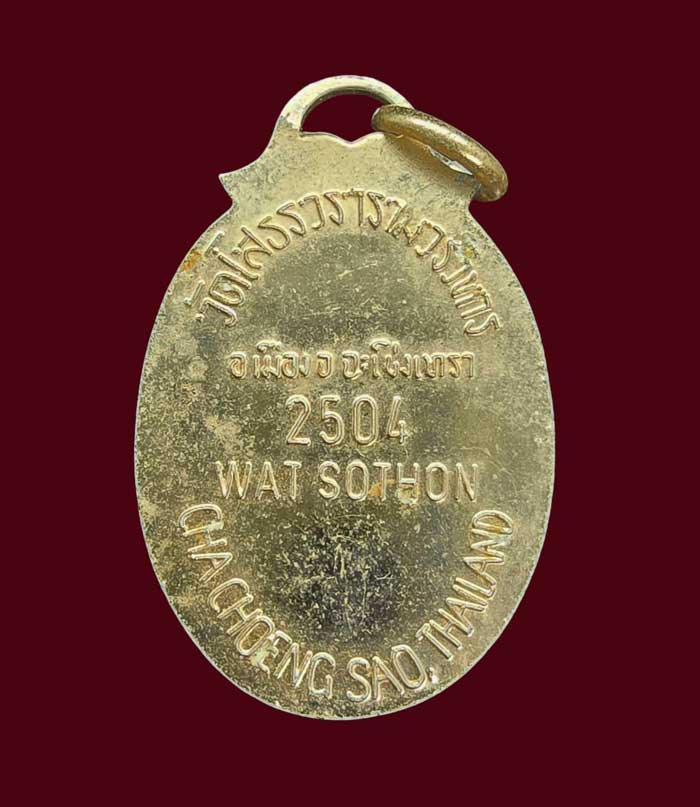 วัดโสธรวรารามวรวิหาร
อ.เมือง จ.ฉะเชิงเทรา
2504
WAT SOTHON
CHA CHOENG SAO, THAILAND